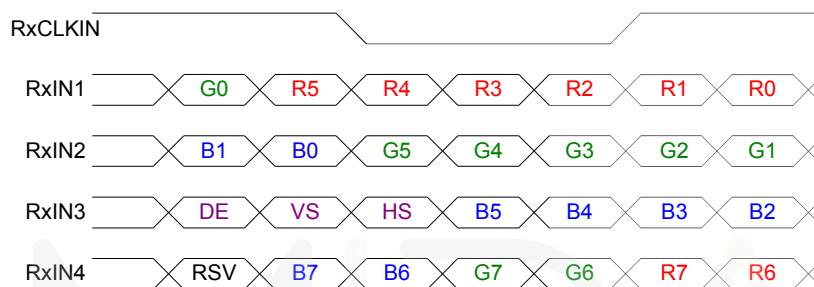 RxCLKIN
RxIN1 G0 R5 R4 R3 R2 R1 R0
RxIN2 B1 B0 G5 G4 G3 G2 G1
RxIN3 DE VS HS B5 B4 B3 B2
RxIN4 RSV B7 B6 G7 G6 R7 R6